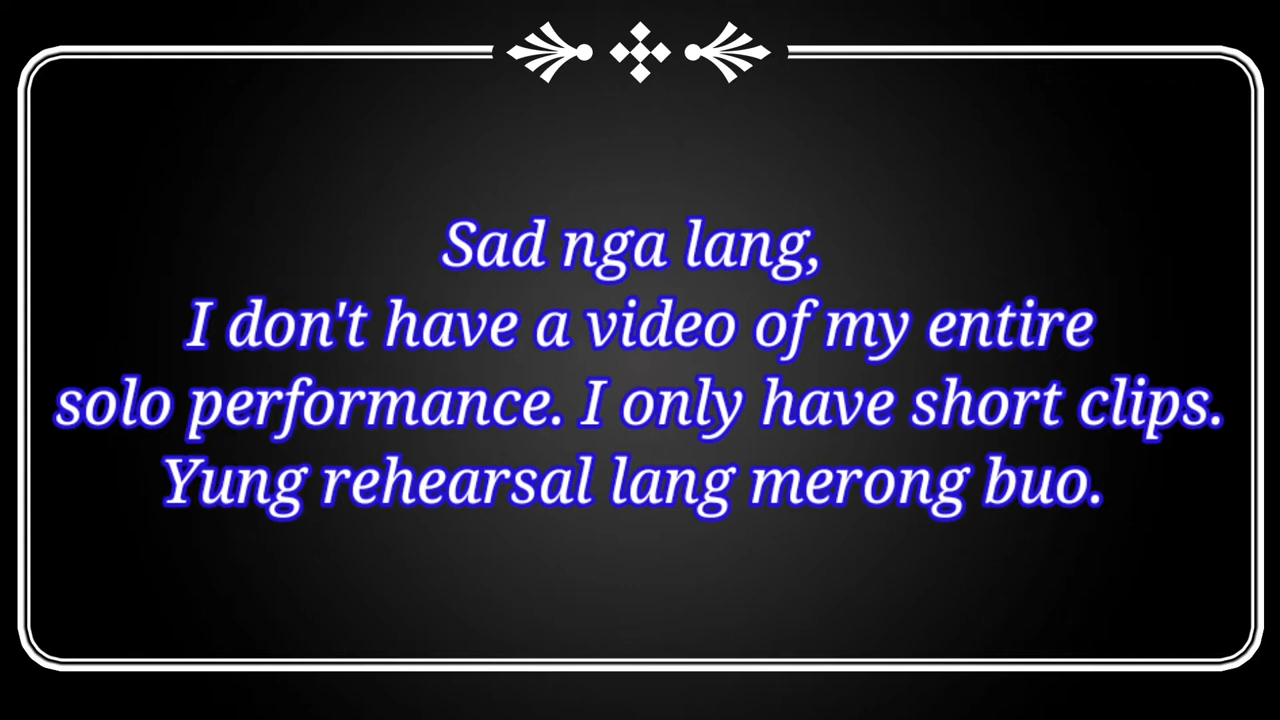 Sad nga lang,
I don't have a video of my entire
solo performance. I only have short clips.
Yung rehearsal lang merong buo.